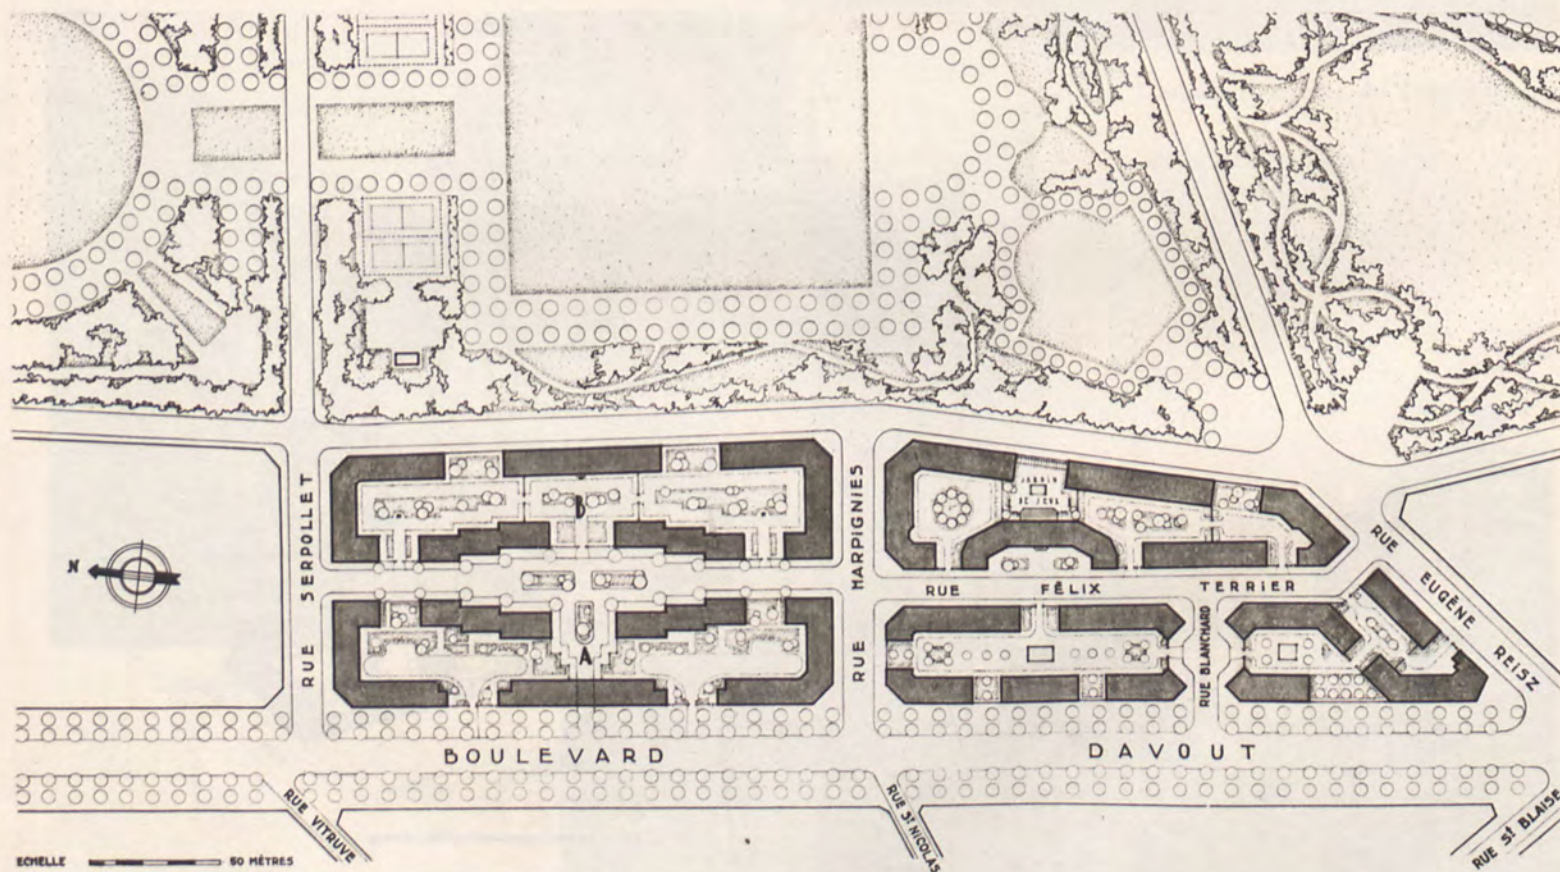 RUE SERPOLLET
N
B
A
RUE HARPIGNIES
JARDIN
DE JEUX
RUE FÉLIX TERRIER
RUE BLANCHARD
RUE EUGÈNE REISZ
BOULEVARD DAVOUT
RUE VITRUVE
RUE St NICOLAS
RUE St BLAISE
ECHELLE 50 MÈTRES